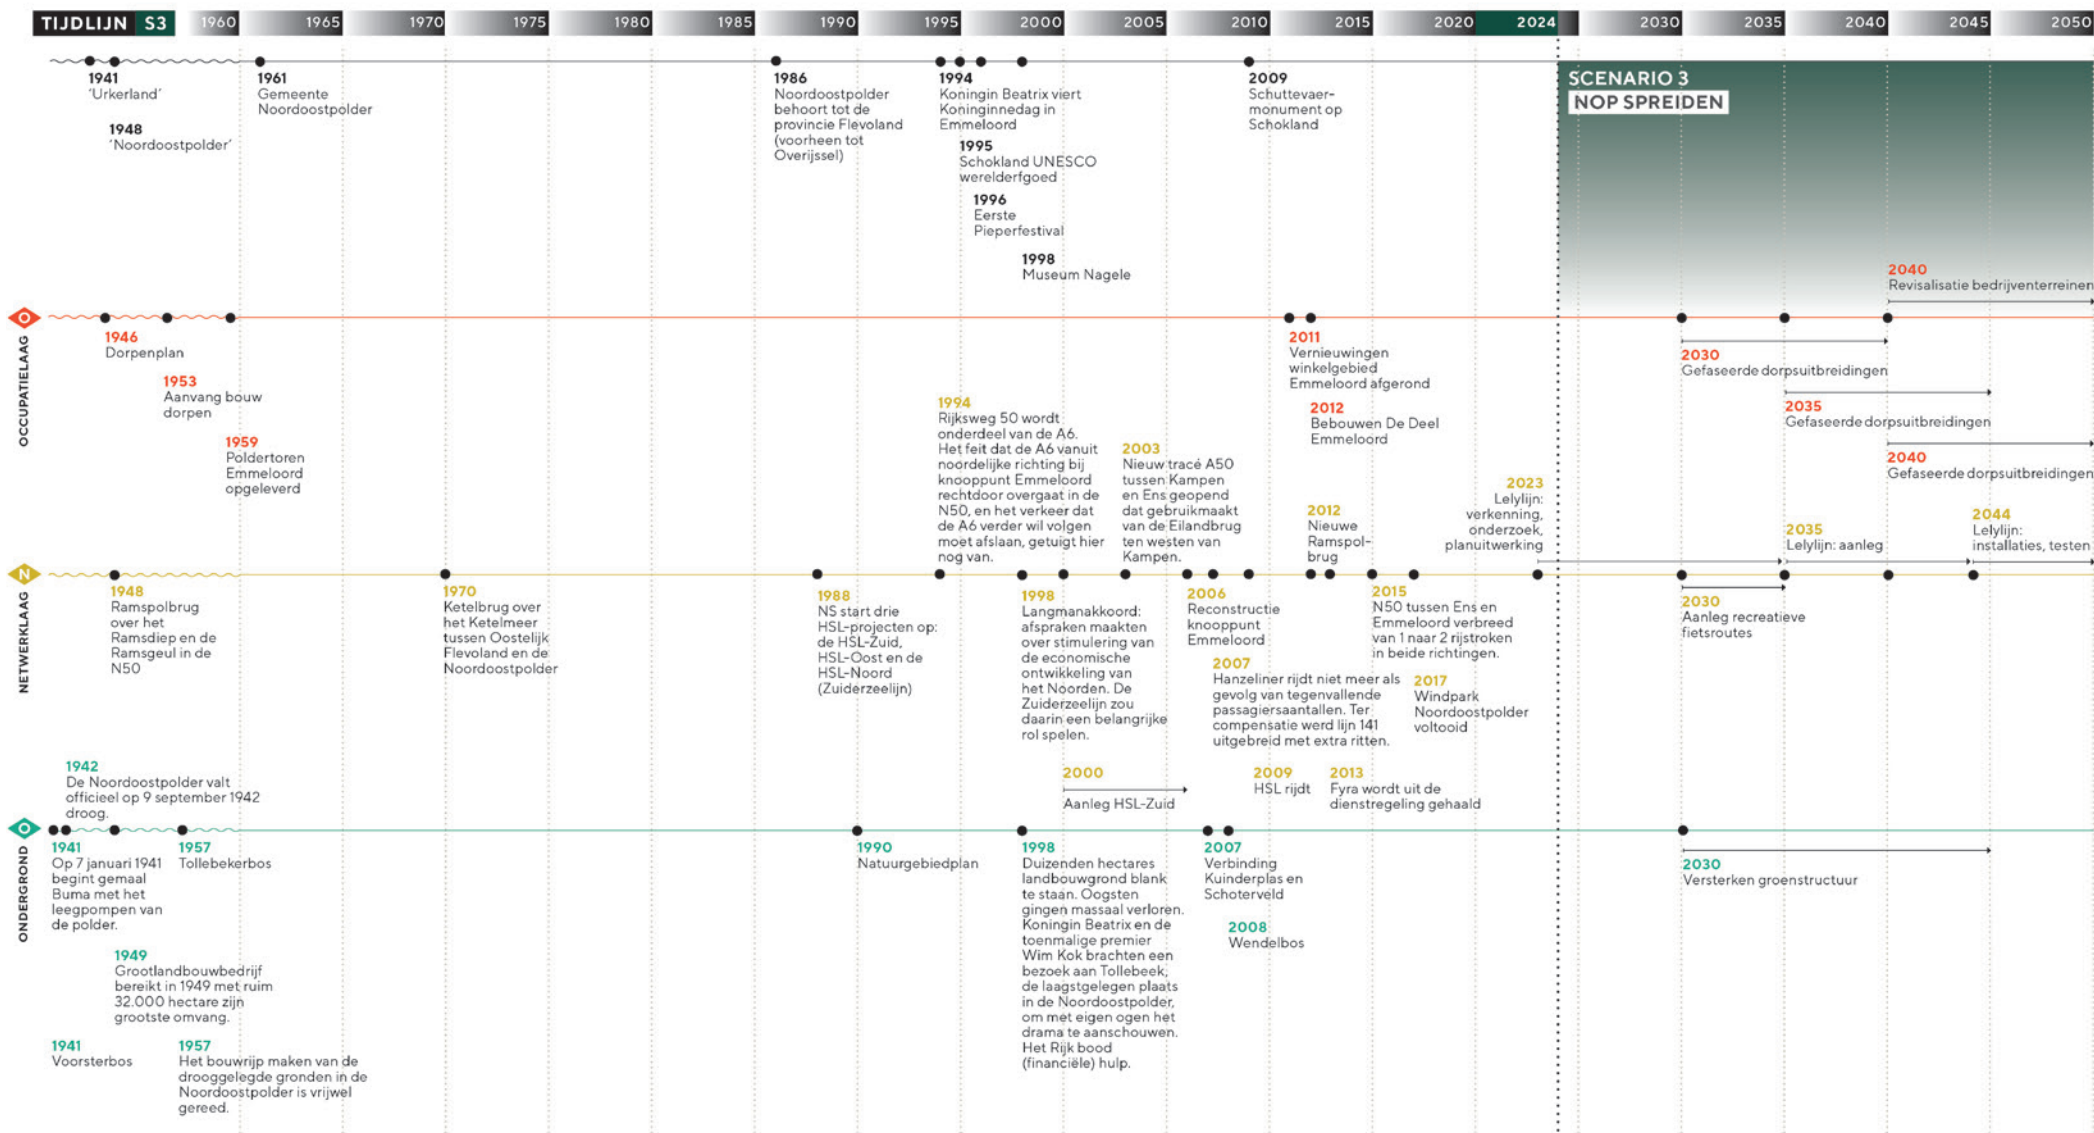 TIJDLIJN S3 1960 1965 1970 1975 1980 1985 1990 1995 2000 2005 2010 2015 2020 2024 2030 2035 2040 2045 2050
1941
'Urkerland'
1948
'Noordoostpolder'
1961
Gemeente
Noordoostpolder
1986
Noordoostpolder
behoort tot de
provincie Flevoland
(voorheen tot
Overijssel)
1994
Koningin Beatrix viert
Koninginnedag in
Emmeloord
1995
Schokland UNESCO
werelderfgoed
1996
Eerste
Pieperfestival
1998
Museum Nagele
2009
Schuttevaer-
monument op
Schokland
SCENARIO 3
NOP SPREIDEN
O
OCCUPATIELAAG
1946
Dorpenplan
1953
Aanvang bouw
dorpen
1959
Poldertoren
Emmeloord
opgeleverd
2011
Vernieuwingen
winkelgebied
Emmeloord afgerond
2012
Bebouwen De Deel
Emmeloord
2040
Revisalisatie bedrijventerreinen
2030
Gefaseerde dorpsuitbreidingen
2035
Gefaseerde dorpsuitbreidingen
2040
Gefaseerde dorpsuitbreidingen
N
NETWERKLAAG
1948
Ramspolbrug
over het
Ramsdiep en de
Ramsgeul in de
N50
1970
Ketelbrug over
het Ketelmeer
tussen Oostelijk
Flevoland en de
Noordoostpolder
1988
NS start drie
HSL-projecten op:
de HSL-Zuid,
HSL-Oost en de
HSL-Noord
(Zuiderzeelijn)
1994
Rijksweg 50 wordt
onderdeel van de A6.
Het feit dat de A6 vanuit
noordelijke richting bij
knooppunt Emmeloord
rechtdoor overgaat in de
N50, en het verkeer dat
de A6 verder wil volgen
moet afslaan, getuigt hier
nog van.
1998
Langmanakkoord:
afspraken maakten
over stimulering van
de economische
ontwikkeling van
het Noorden. De
Zuiderzeelijn zou
daarin een belangrijke
rol spelen.
2000
Aanleg HSL-Zuid
2003
Nieuw tracé A50
tussen Kampen
en Ens geopend
dat gebruikmaakt
van de Eilandbrug
ten westen van
Kampen.
2006
Reconstructie
knooppunt
Emmeloord
2007
Hanzeliner rijdt niet meer als
gevolg van tegenvallende
passagiersaantallen. Ter
compensatie werd lijn 141
uitgebreid met extra ritten.
2009
HSL rijdt
2012
Nieuwe
Ramspol-
brug
2013
Fyra wordt uit de
dienstregeling gehaald
2015
N50 tussen Ens en
Emmeloord verbreed
van 1 naar 2 rijstroken
in beide richtingen.
2017
Windpark
Noordoostpolder
voltooid
2023
Lelylijn:
verkenning,
onderzoek,
planuitwerking
2030
Aanleg recreatieve
fietsroutes
2035
Lelylijn: aanleg
2044
Lelylijn:
installaties, testen
O
ONDERGROND
1942
De Noordoostpolder valt
officieel op 9 september 1942
droog.
1941
Op 7 januari 1941
begint gemaal
Buma met het
leegpompen van
de polder.
1949
Grootlandbouwbedrijf
bereikt in 1949 met ruim
32.000 hectare zijn
grootste omvang.
1941
Voorsterbos
1957
Tollebekerbos
1957
Het bouwrijp maken van de
drooggelegde gronden in de
Noordoostpolder is vrijwel
gereed.
1990
Natuurgebiedplan
1998
Duizenden hectares
landbouwgrond blank
te staan. Oogsten
gingen massaal verloren.
Koningin Beatrix en de
toenmalige premier
Wim Kok brachten een
bezoek aan Tollebeek,
de laagstgelegen plaats
in de Noordoostpolder,
om met eigen ogen het
drama te aanschouwen.
Het Rijk bood
(financiële) hulp.
2007
Verbinding
Kuinderplas en
Schoterveld
2008
Wendelbos
2030
Versterken groenstructuur